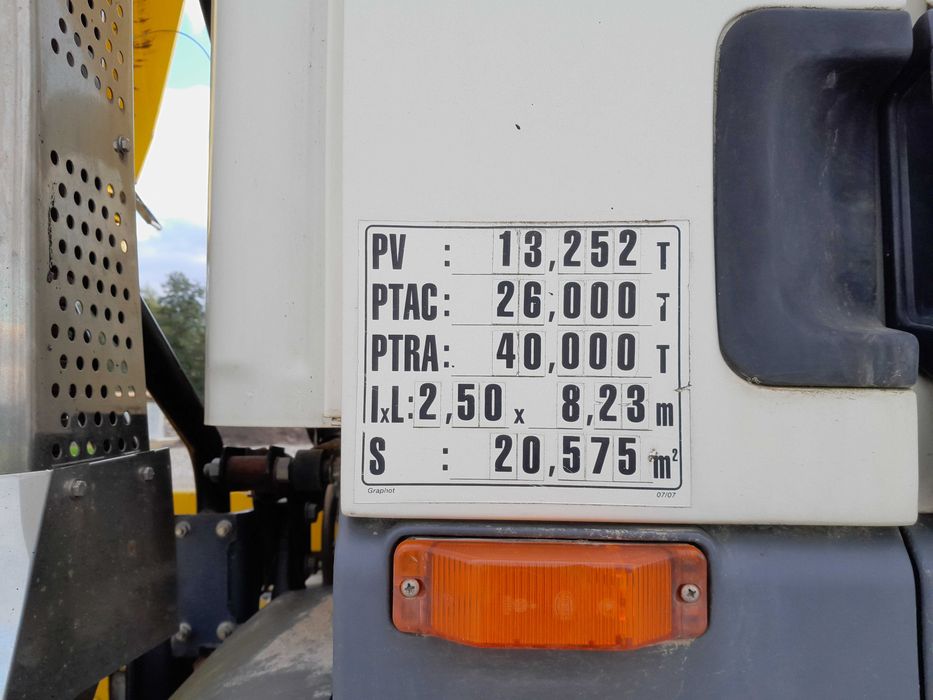 PV : 13,252 T
PTAC: 26,000 T
PTRA: 40,000 T
IxL: 2,50 x 8,23 m
S : 20,575 m²
Graphot 07/07